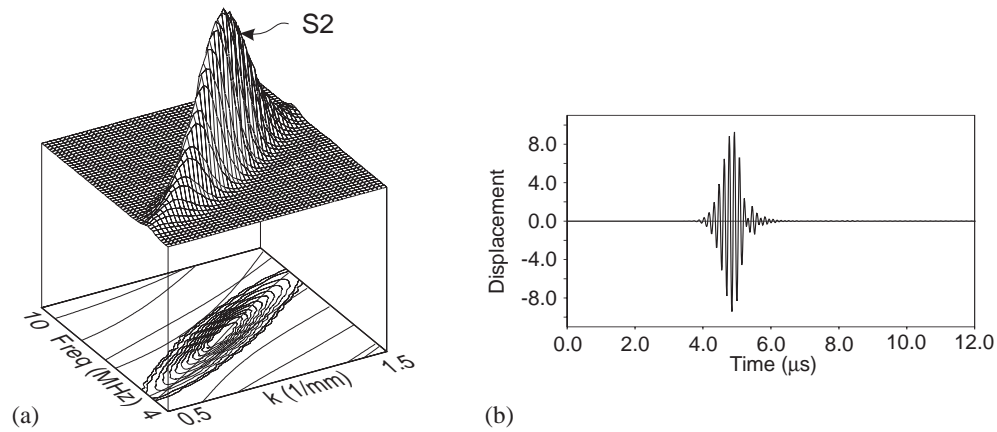 S2
10 Freq (MHz) 4
0.5 k (1/mm) 1.5
(a)
8.0
4.0
0.0
-4.0
-8.0
Displacement
0.0 2.0 4.0 6.0 8.0 10.0 12.0
Time (μs)
(b)